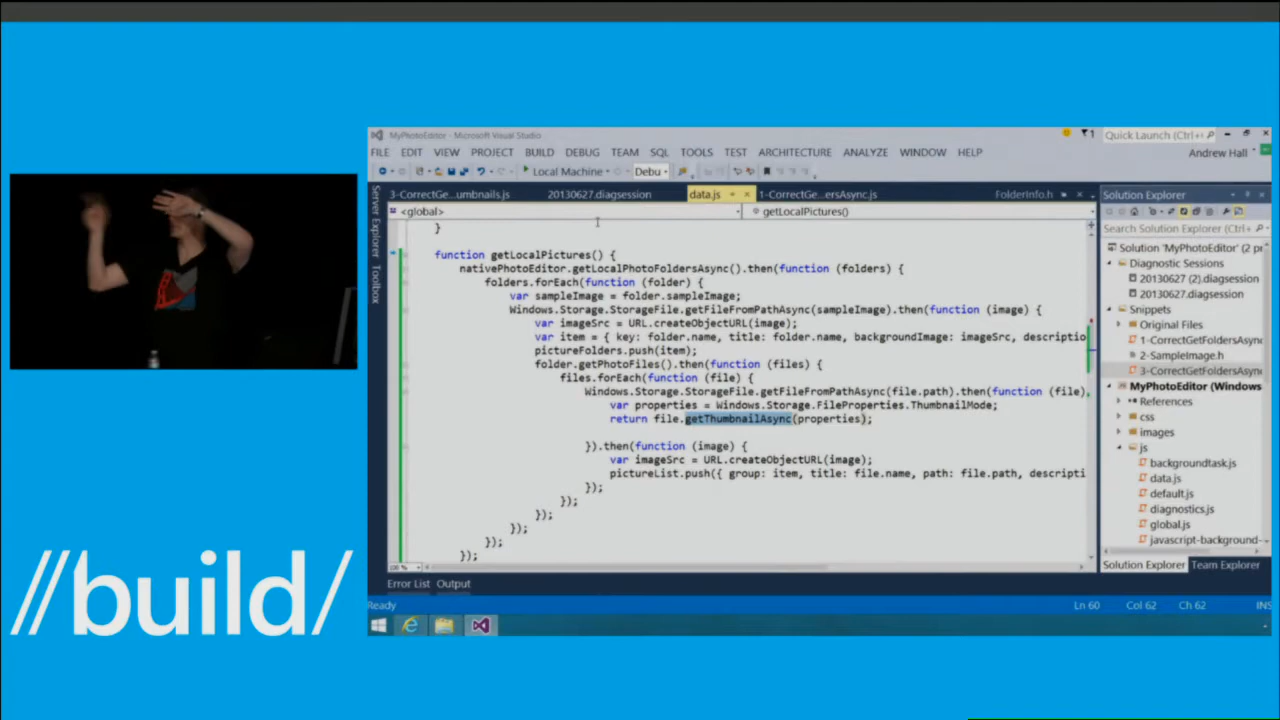 MyPhotoEditor - Microsoft Visual Studio
1
Quick Launch (Ctrl+
FILE EDIT VIEW PROJECT BUILD DEBUG TEAM SQL TOOLS TEST ARCHITECTURE ANALYZE WINDOW HELP
Andrew Hall
Local Machine
Debu
3-CorrectGe...umbnails.js
20130627.diagsession
data.js
1-CorrectGe...ersAsync.js
FolderInfo.h
<global>
getLocalPictures()
Server Explorer
Toolbox
}
function getLocalPictures() {
nativePhotoEditor.getLocalPhotoFoldersAsync().then(function (folders) {
folders.forEach(function (folder) {
var sampleImage = folder.sampleImage;
Windows.Storage.StorageFile.getFileFromPathAsync(sampleImage).then(function (image) {
var imageSrc = URL.createObjectURL(image);
var item = { key: folder.name, title: folder.name, backgroundImage: imageSrc, descriptio
pictureFolders.push(item);
folder.getPhotoFiles().then(function (files) {
files.forEach(function (file) {
Windows.Storage.StorageFile.getFileFromPathAsync(file.path).then(function (file)
var properties = Windows.Storage.FileProperties.ThumbnailMode;
return file.getThumbnailAsync(properties);
}).then(function (image) {
var imageSrc = URL.createObjectURL(image);
pictureList.push({ group: item, title: file.name, path: file.path, descripti
});
});
});
});
});
});
Solution Explorer
Search Solution Explorer (Ctrl+
Solution 'MyPhotoEditor' (2 pr
Diagnostic Sessions
20130627 (2).diagsession
20130627.diagsession
Snippets
Original Files
1-CorrectGetFoldersAsyn
2-SampleImage.h
3-CorrectGetFoldersAsyn
MyPhotoEditor (Windows
References
css
images
js
backgroundtask.js
data.js
default.js
diagnostics.js
global.js
javascript-background-
Solution Explorer Team Explorer
Error List Output
Ready
Ln 60
Col 62
Ch 62
INS
//build/